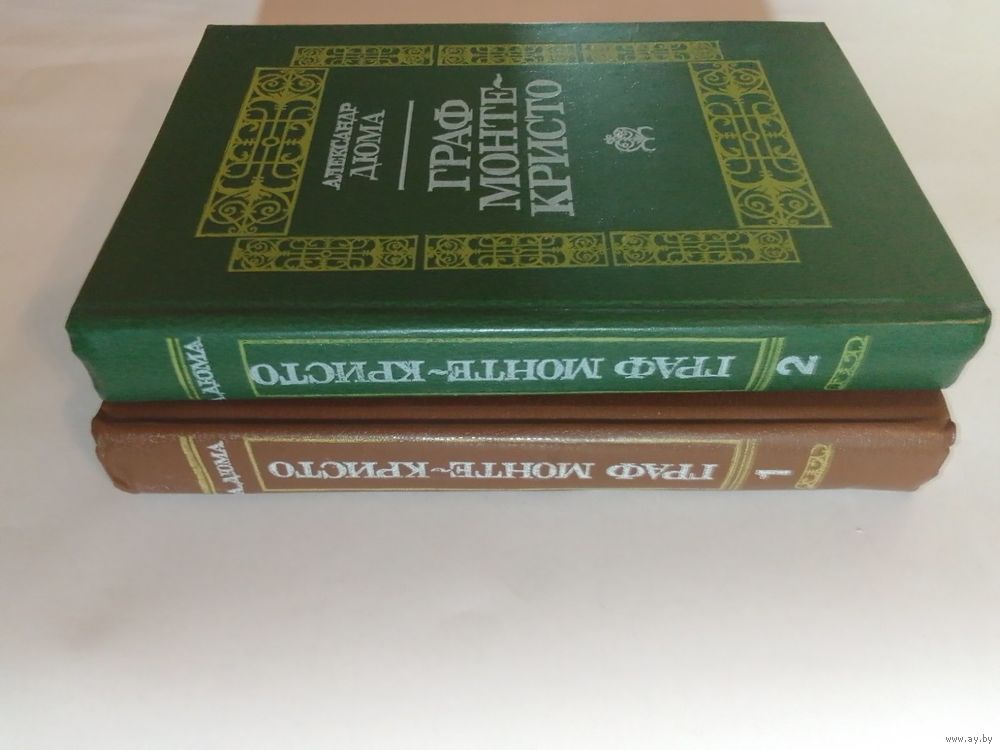 АЛЕКСАНДР
ДЮМА
ГРАФ
МОНТЕ~
КРИСТО
А. ДЮМА
ГРАФ МОНТЕ~КРИСТО
2
А. ДЮМА
ГРАФ МОНТЕ~КРИСТО
1
www.ay.by